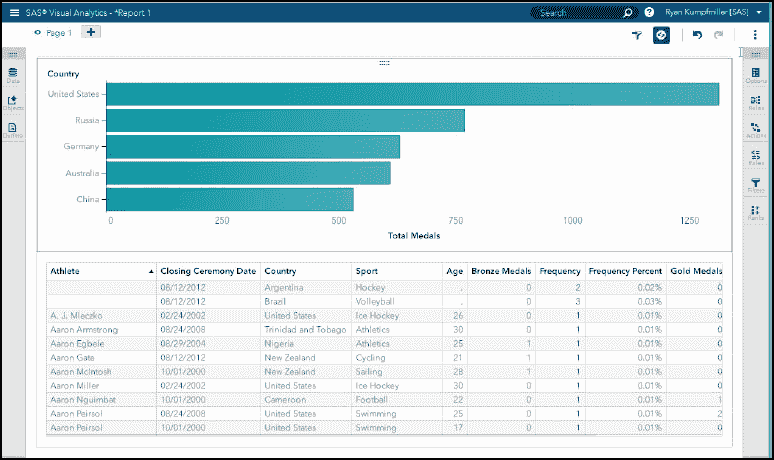 SAS® Visual Analytics - *Report 1
Search
Ryan Kumpfmiller [SAS]
Page 1
Data
Objects
Outline
Options
Roles
Actions
Rules
Filters
Ranks
Country
United States
Russia
Germany
Australia
China
0 250 500 750 1000 1250
Total Medals
Athlete Closing Ceremony Date Country Sport Age Bronze Medals Frequency Frequency Percent Gold Medals
08/12/2012 Argentina Hockey . 0 2 0.02% 0
08/12/2012 Brazil Volleyball . 0 3 0.03% 0
A. J. Mleczko 02/24/2002 United States Ice Hockey 26 0 1 0.01% 0
Aaron Armstrong 08/24/2008 Trinidad and Tobago Athletics 30 0 1 0.01% 0
Aaron Egbele 08/29/2004 Nigeria Athletics 25 1 1 0.01% 0
Aaron Gate 08/12/2012 New Zealand Cycling 21 1 1 0.01% 0
Aaron McIntosh 10/01/2000 New Zealand Sailing 28 1 1 0.01% 0
Aaron Miller 02/24/2002 United States Ice Hockey 30 0 1 0.01% 0
Aaron Nguimbat 10/01/2000 Cameroon Football 22 0 1 0.01% 1
Aaron Peirsol 08/24/2008 United States Swimming 25 0 1 0.01% 2
Aaron Peirsol 10/01/2000 United States Swimming 17 0 1 0.01% 0